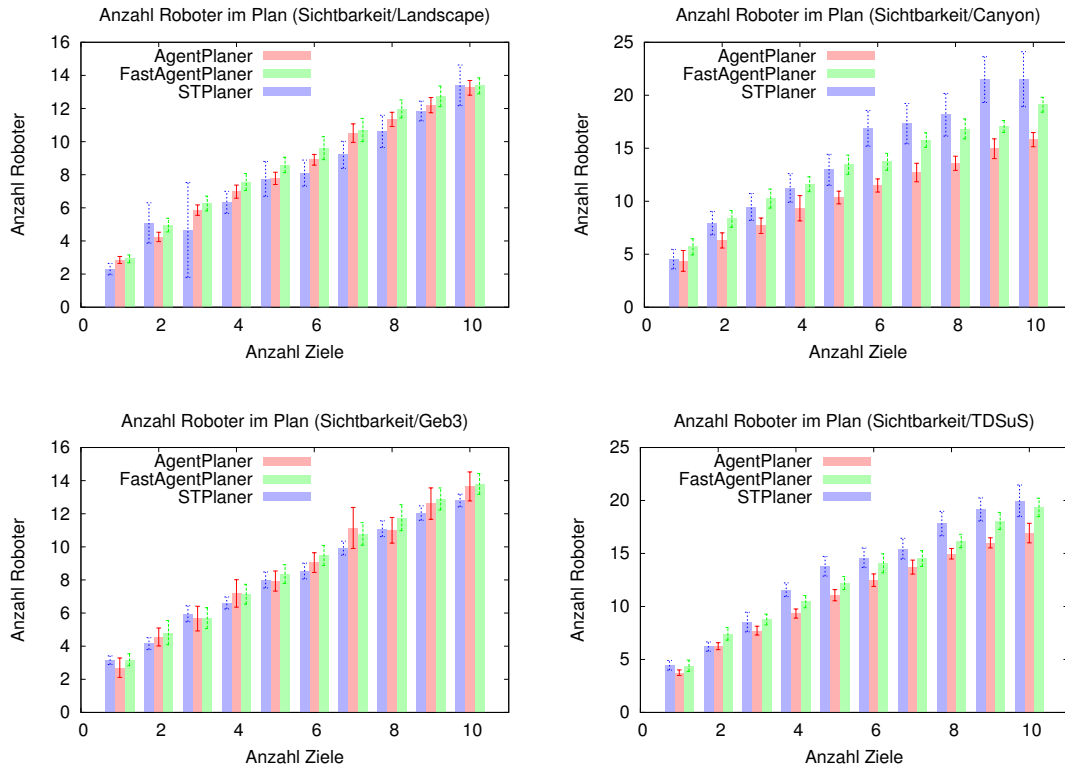 Anzahl Roboter im Plan (Sichtbarkeit/Landscape)
16
14
12
10
8
6
4
2
0
Anzahl Roboter
AgentPlaner
FastAgentPlaner
STPlaner
0 2 4 6 8 10
Anzahl Ziele
Anzahl Roboter im Plan (Sichtbarkeit/Canyon)
25
20
15
10
5
0
Anzahl Roboter
AgentPlaner
FastAgentPlaner
STPlaner
0 2 4 6 8 10
Anzahl Ziele
Anzahl Roboter im Plan (Sichtbarkeit/Geb3)
16
14
12
10
8
6
4
2
0
Anzahl Roboter
AgentPlaner
FastAgentPlaner
STPlaner
0 2 4 6 8 10
Anzahl Ziele
Anzahl Roboter im Plan (Sichtbarkeit/TDSuS)
25
20
15
10
5
0
Anzahl Roboter
AgentPlaner
FastAgentPlaner
STPlaner
0 2 4 6 8 10
Anzahl Ziele